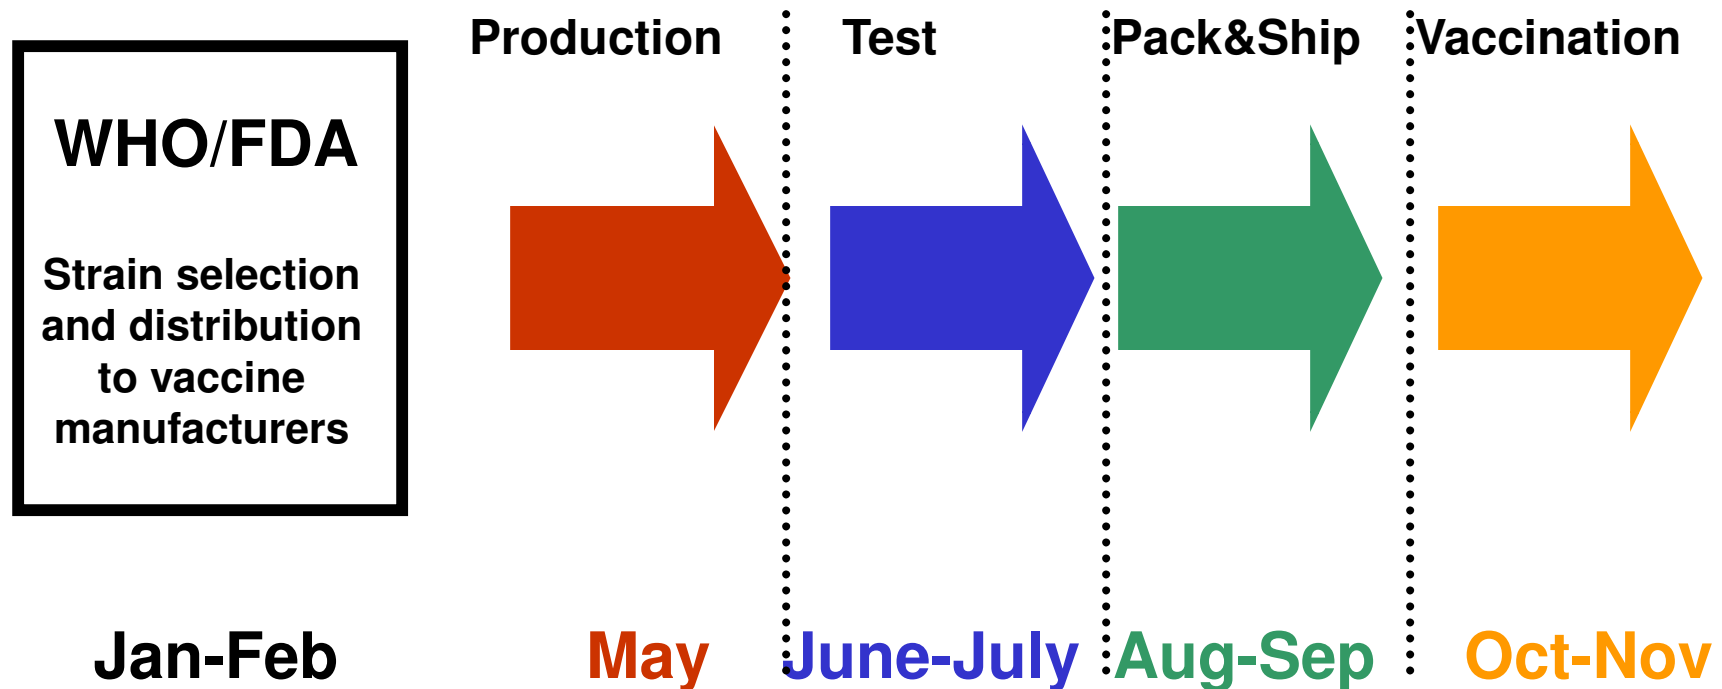 Production
Test
Pack&Ship
Vaccination
WHO/FDA
Strain selection
and distribution
to vaccine
manufacturers
Jan-Feb
May
June-July
Aug-Sep
Oct-Nov